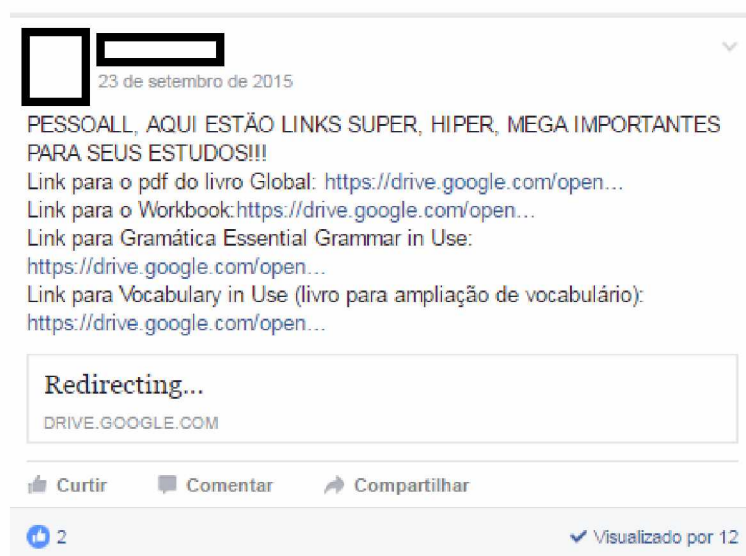 23 de setembro de 2015
PESSOALL, AQUI ESTÃO LINKS SUPER, HIPER, MEGA IMPORTANTES
PARA SEUS ESTUDOS!!!
Link para o pdf do livro Global: https://drive.google.com/open...
Link para o Workbook:https://drive.google.com/open...
Link para Gramática Essential Grammar in Use:
https://drive.google.com/open...
Link para Vocabulary in Use (livro para ampliação de vocabulário):
https://drive.google.com/open...
Redirecting...
DRIVE.GOOGLE.COM
Curtir Comentar Compartilhar
2 Visualizado por 12